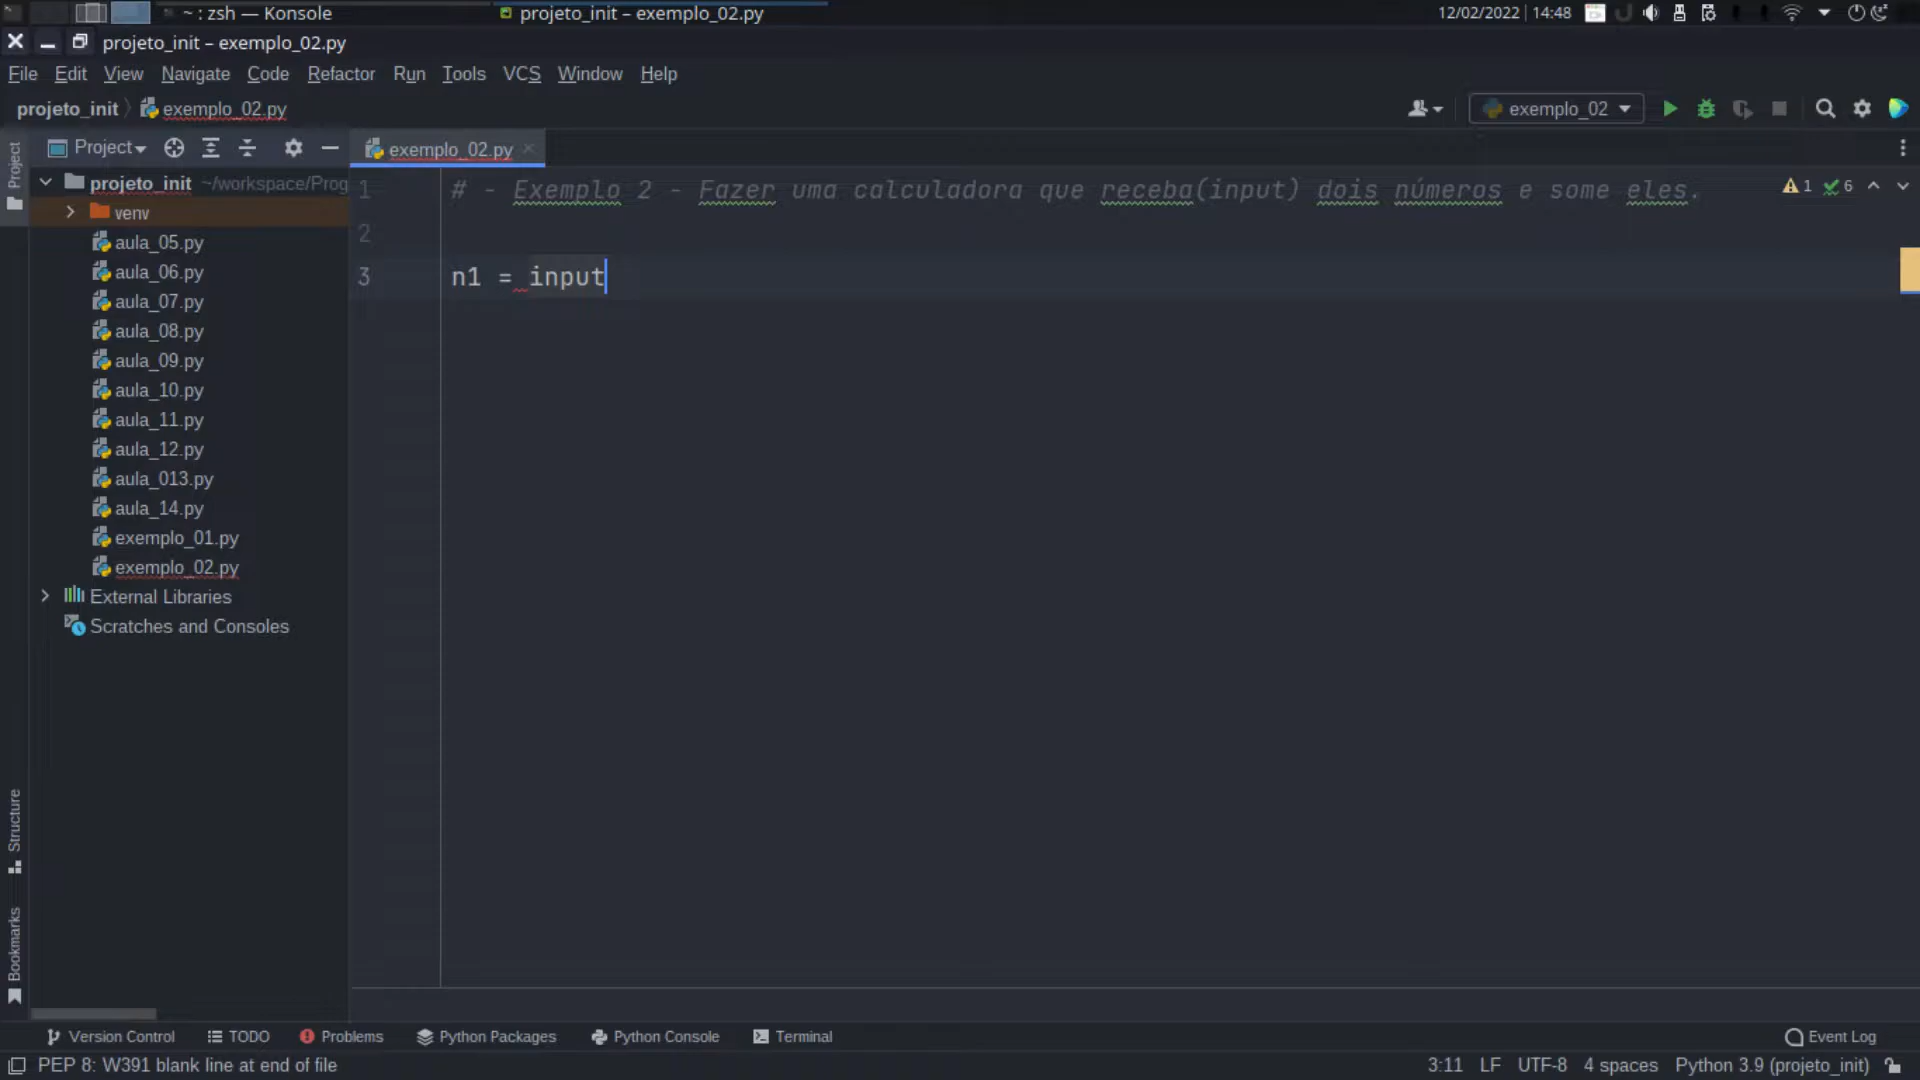 ~ : zsh — Konsole
projeto_init – exemplo_02.py
12/02/2022 | 14:48
projeto_init – exemplo_02.py
File Edit View Navigate Code Refactor Run Tools VCS Window Help
projeto_init exemplo_02.py
exemplo_02
Project
Project
exemplo_02.py
projeto_init ~/workspace/Prog
venv
aula_05.py
aula_06.py
aula_07.py
aula_08.py
aula_09.py
aula_10.py
aula_11.py
aula_12.py
aula_013.py
aula_14.py
exemplo_01.py
exemplo_02.py
External Libraries
Scratches and Consoles
1 # - Exemplo 2 - Fazer uma calculadora que receba(input) dois números e some eles.
2
3 n1 = input
1 6
Structure
Bookmarks
Version Control TODO Problems Python Packages Python Console Terminal Event Log
PEP 8: W391 blank line at end of file
3:11 LF UTF-8 4 spaces Python 3.9 (projeto_init)